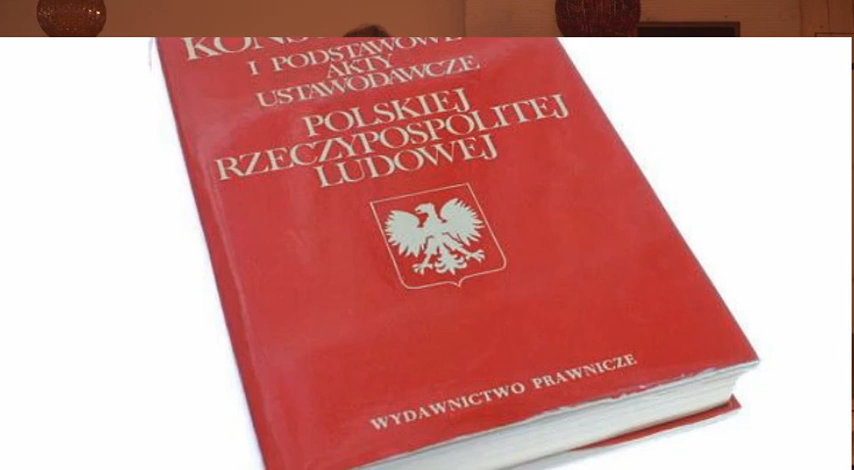 I PODSTAWOWE
AKTY
USTAWODAWCZE
POLSKIEJ
RZECZYPOSPOLITEJ
LUDOWEJ
WYDAWNICTWO PRAWNICZE